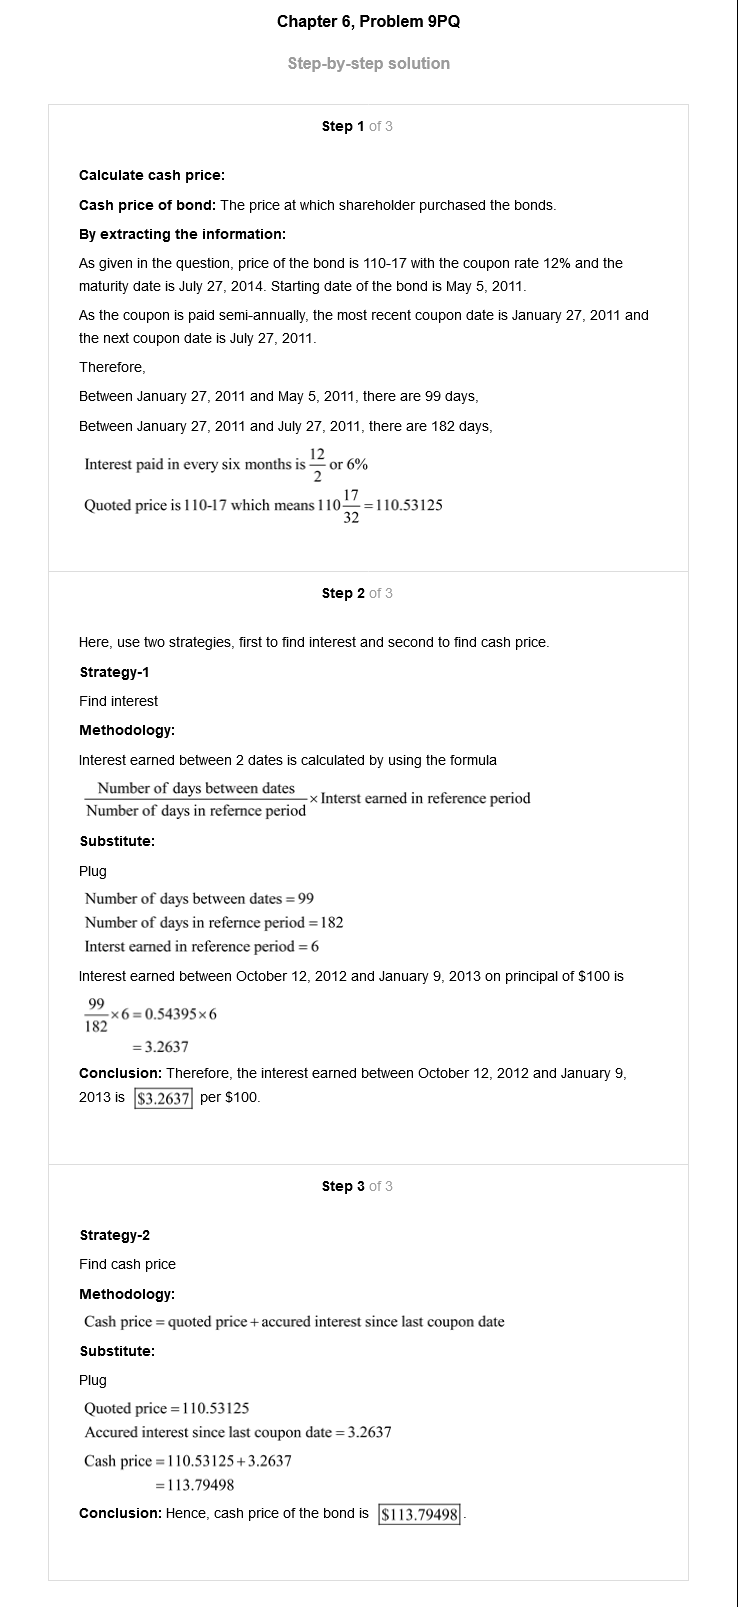 Chapter 6, Problem 9PQ
Step-by-step solution
Step 1 of 3
Calculate cash price:
Cash price of bond: The price at which shareholder purchased the bonds.
By extracting the information:
As given in the question, price of the bond is 110-17 with the coupon rate 12% and the
maturity date is July 27, 2014. Starting date of the bond is May 5, 2011.
As the coupon is paid semi-annually, the most recent coupon date is January 27, 2011 and
the next coupon date is July 27, 2011.
Therefore,
Between January 27, 2011 and May 5, 2011, there are 99 days,
Between January 27, 2011 and July 27, 2011, there are 182 days,
Interest paid in every six months is 12/2 or 6%
Quoted price is 110-17 which means 110 17/32 = 110.53125
Step 2 of 3
Here, use two strategies, first to find interest and second to find cash price.
Strategy-1
Find interest
Methodology:
Interest earned between 2 dates is calculated by using the formula
Number of days between dates / Number of days in refernce period × Interst earned in reference period
Substitute:
Plug
Number of days between dates = 99
Number of days in refernce period = 182
Interst earned in reference period = 6
Interest earned between October 12, 2012 and January 9, 2013 on principal of $100 is
99/182 × 6 = 0.54395 × 6
= 3.2637
Conclusion: Therefore, the interest earned between October 12, 2012 and January 9,
2013 is $3.2637 per $100.
Step 3 of 3
Strategy-2
Find cash price
Methodology:
Cash price = quoted price + accured interest since last coupon date
Substitute:
Plug
Quoted price = 110.53125
Accured interest since last coupon date = 3.2637
Cash price = 110.53125 + 3.2637
= 113.79498
Conclusion: Hence, cash price of the bond is $113.79498.